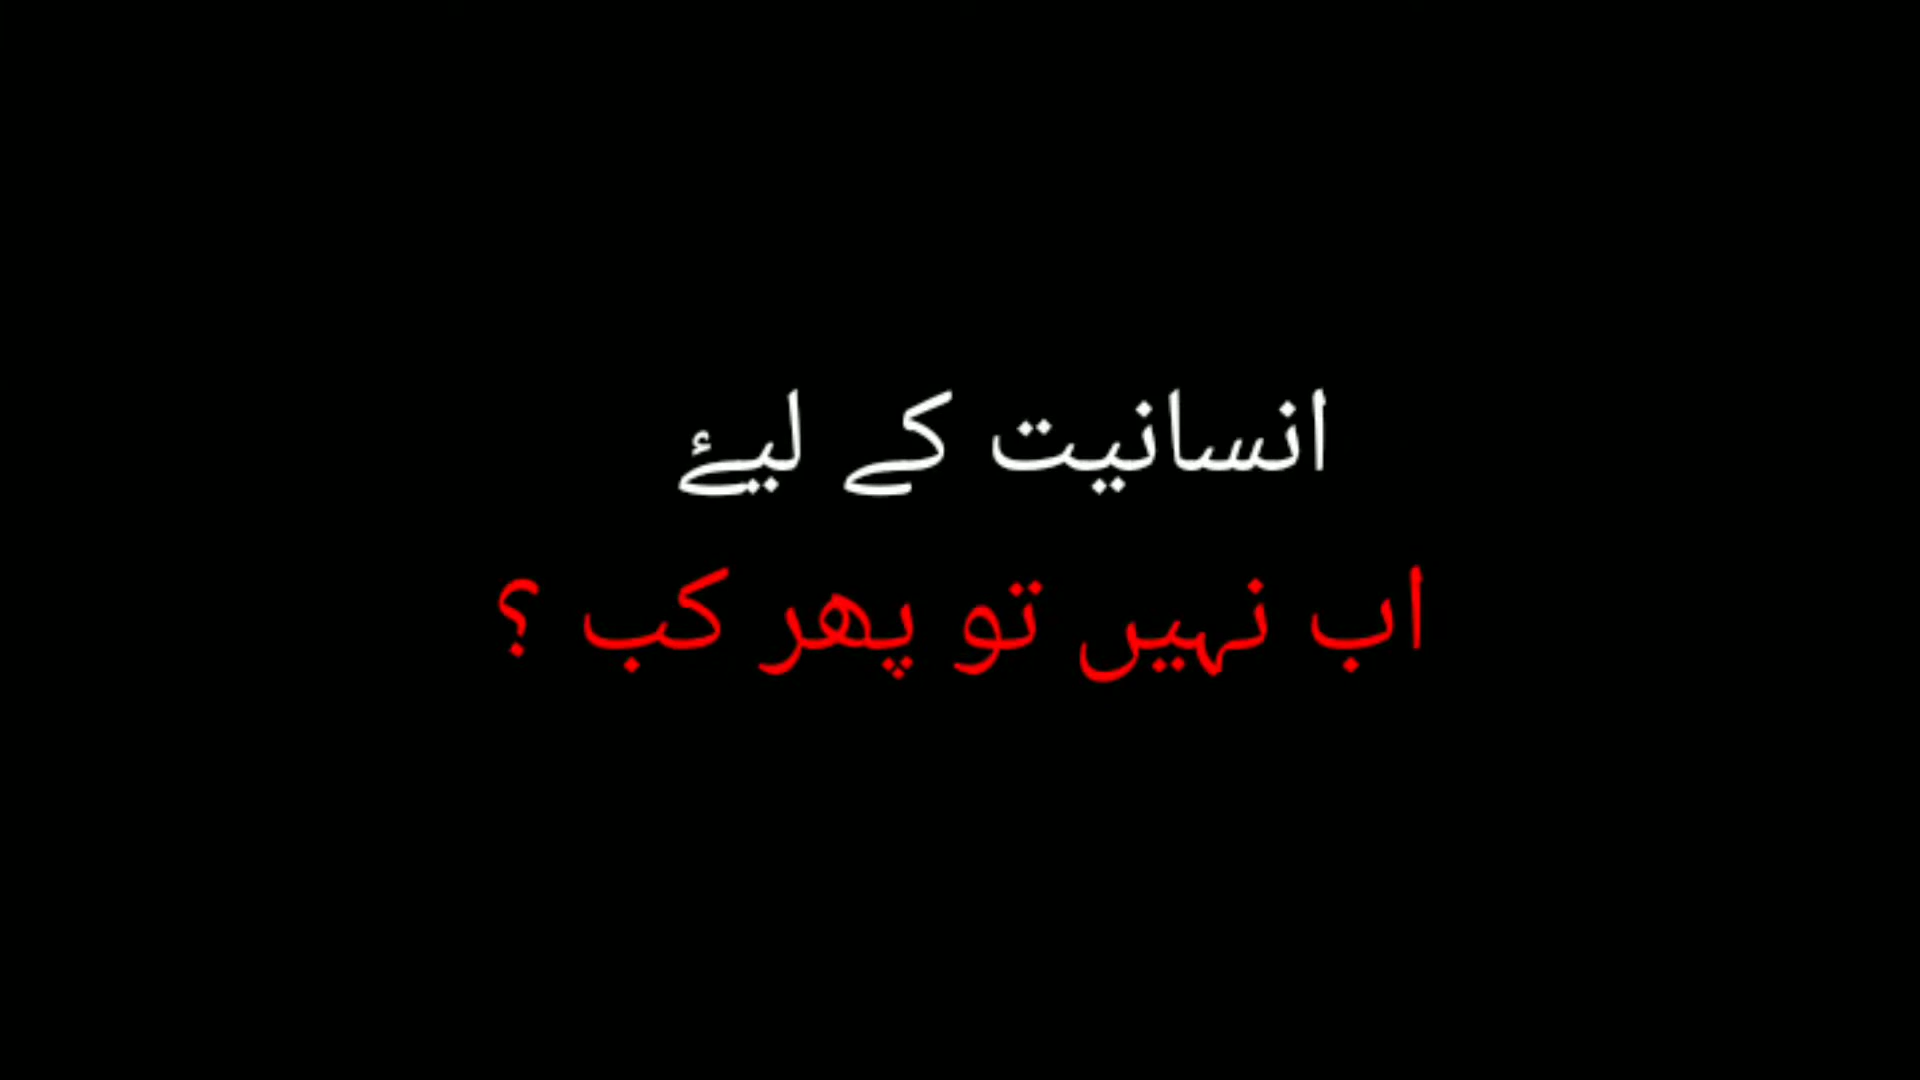 انسانیت کے لیۓ
اب نہیں تو پھر کب ؟